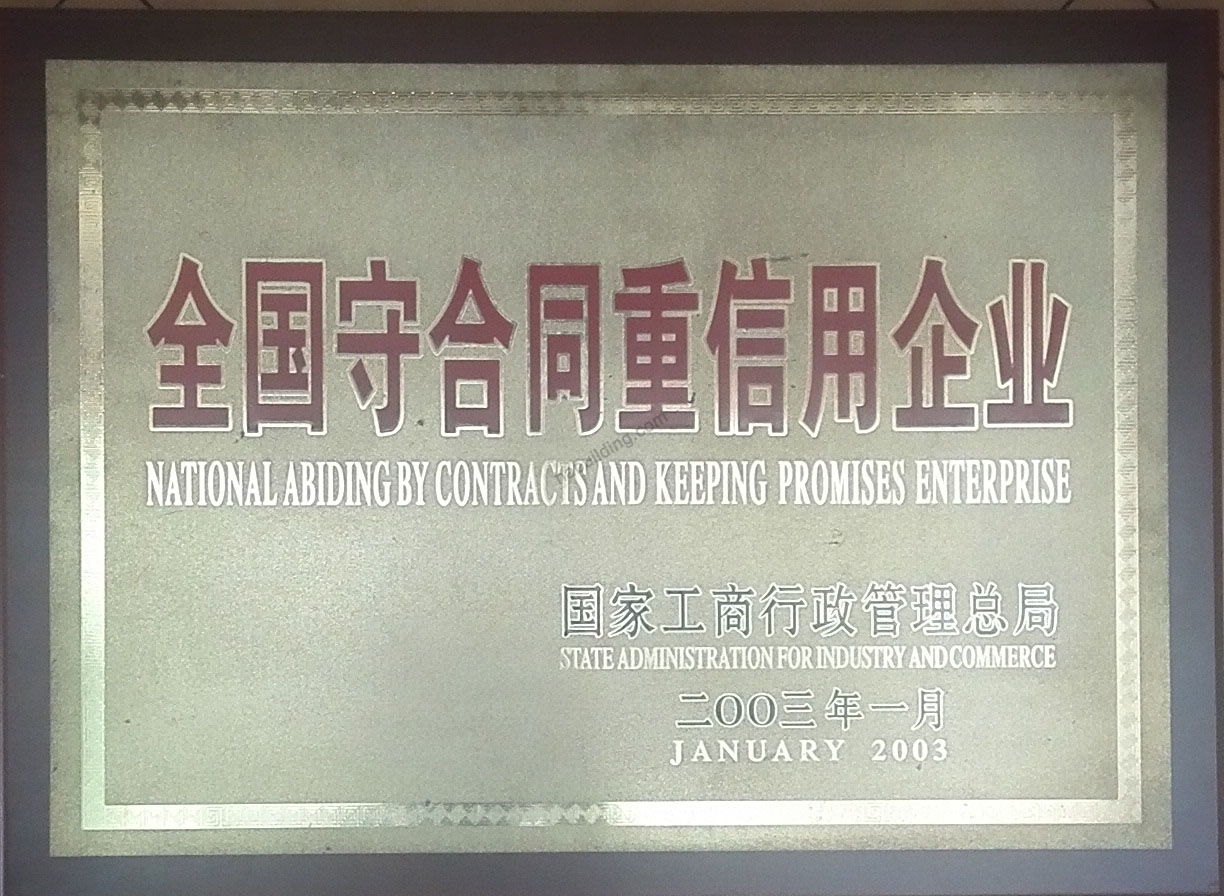 全国守合同重信用企业
NATIONAL ABIDING BY CONTRACTS AND KEEPING PROMISES ENTERPRISE
国家工商行政管理总局
STATE ADMINISTRATION FOR INDUSTRY AND COMMERCE
二〇〇三年一月
JANUARY 2003